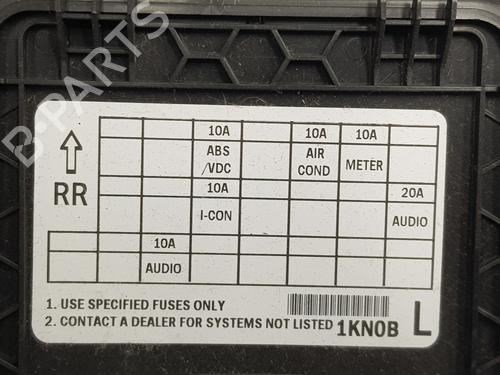 B-PARTS
10A 10A 10A
ABS AIR
/VDC COND METER
RR 10A 20A
I-CON AUDIO
10A
AUDIO
1. USE SPECIFIED FUSES ONLY
2. CONTACT A DEALER FOR SYSTEMS NOT LISTED 1KN0B L